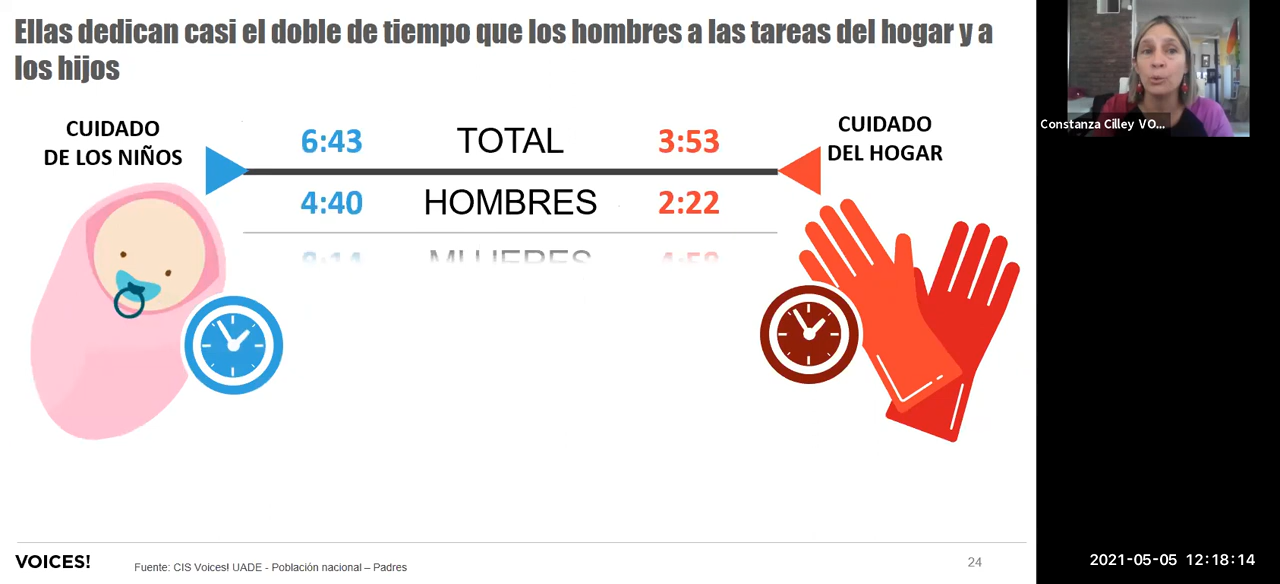 Ellas dedican casi el doble de tiempo que los hombres a las tareas del hogar y a
los hijos
CUIDADO
DE LOS NIÑOS
6:43 TOTAL 3:53
CUIDADO
DEL HOGAR
4:40 HOMBRES 2:22
MUJERES
VOICES!
Fuente: CIS Voices! UADE - Población nacional – Padres
24
Constanza Cilley VO...
2021-05-05 12:18:14